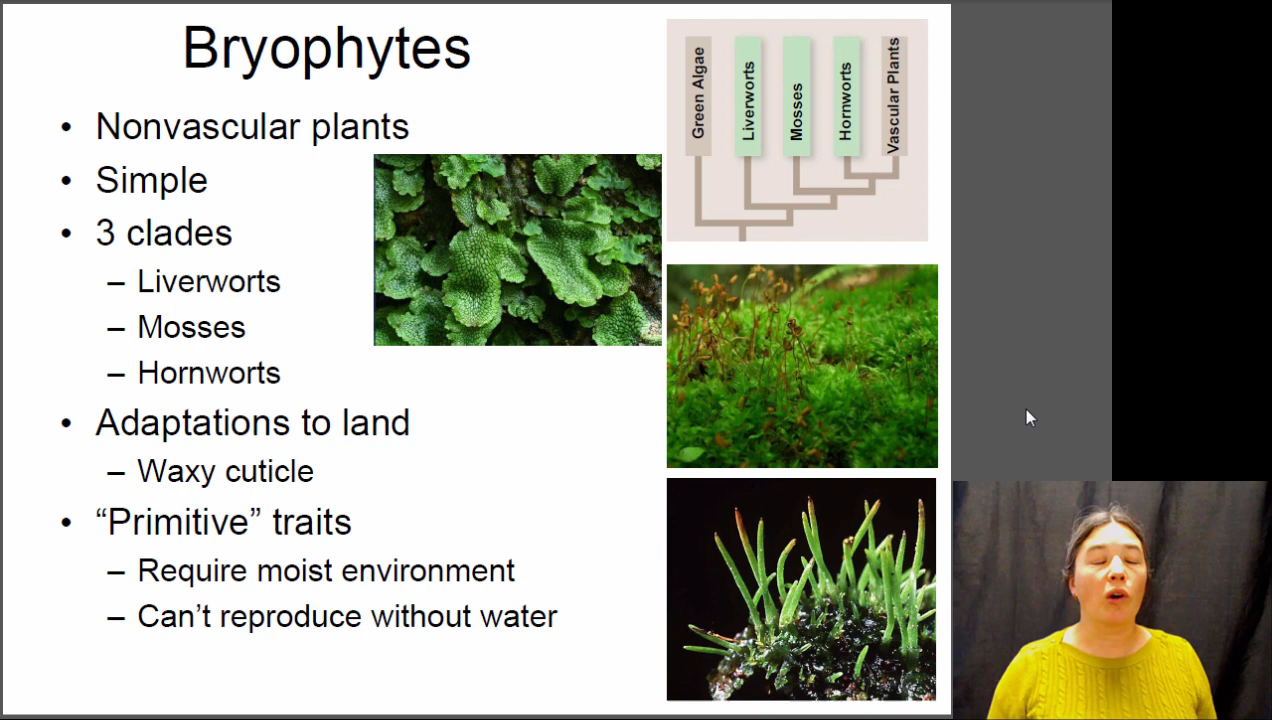 Bryophytes
• Nonvascular plants
• Simple
• 3 clades
– Liverworts
– Mosses
– Hornworts
• Adaptations to land
– Waxy cuticle
• “Primitive” traits
– Require moist environment
– Can’t reproduce without water
Green Algae
Liverworts
Mosses
Hornworts
Vascular Plants